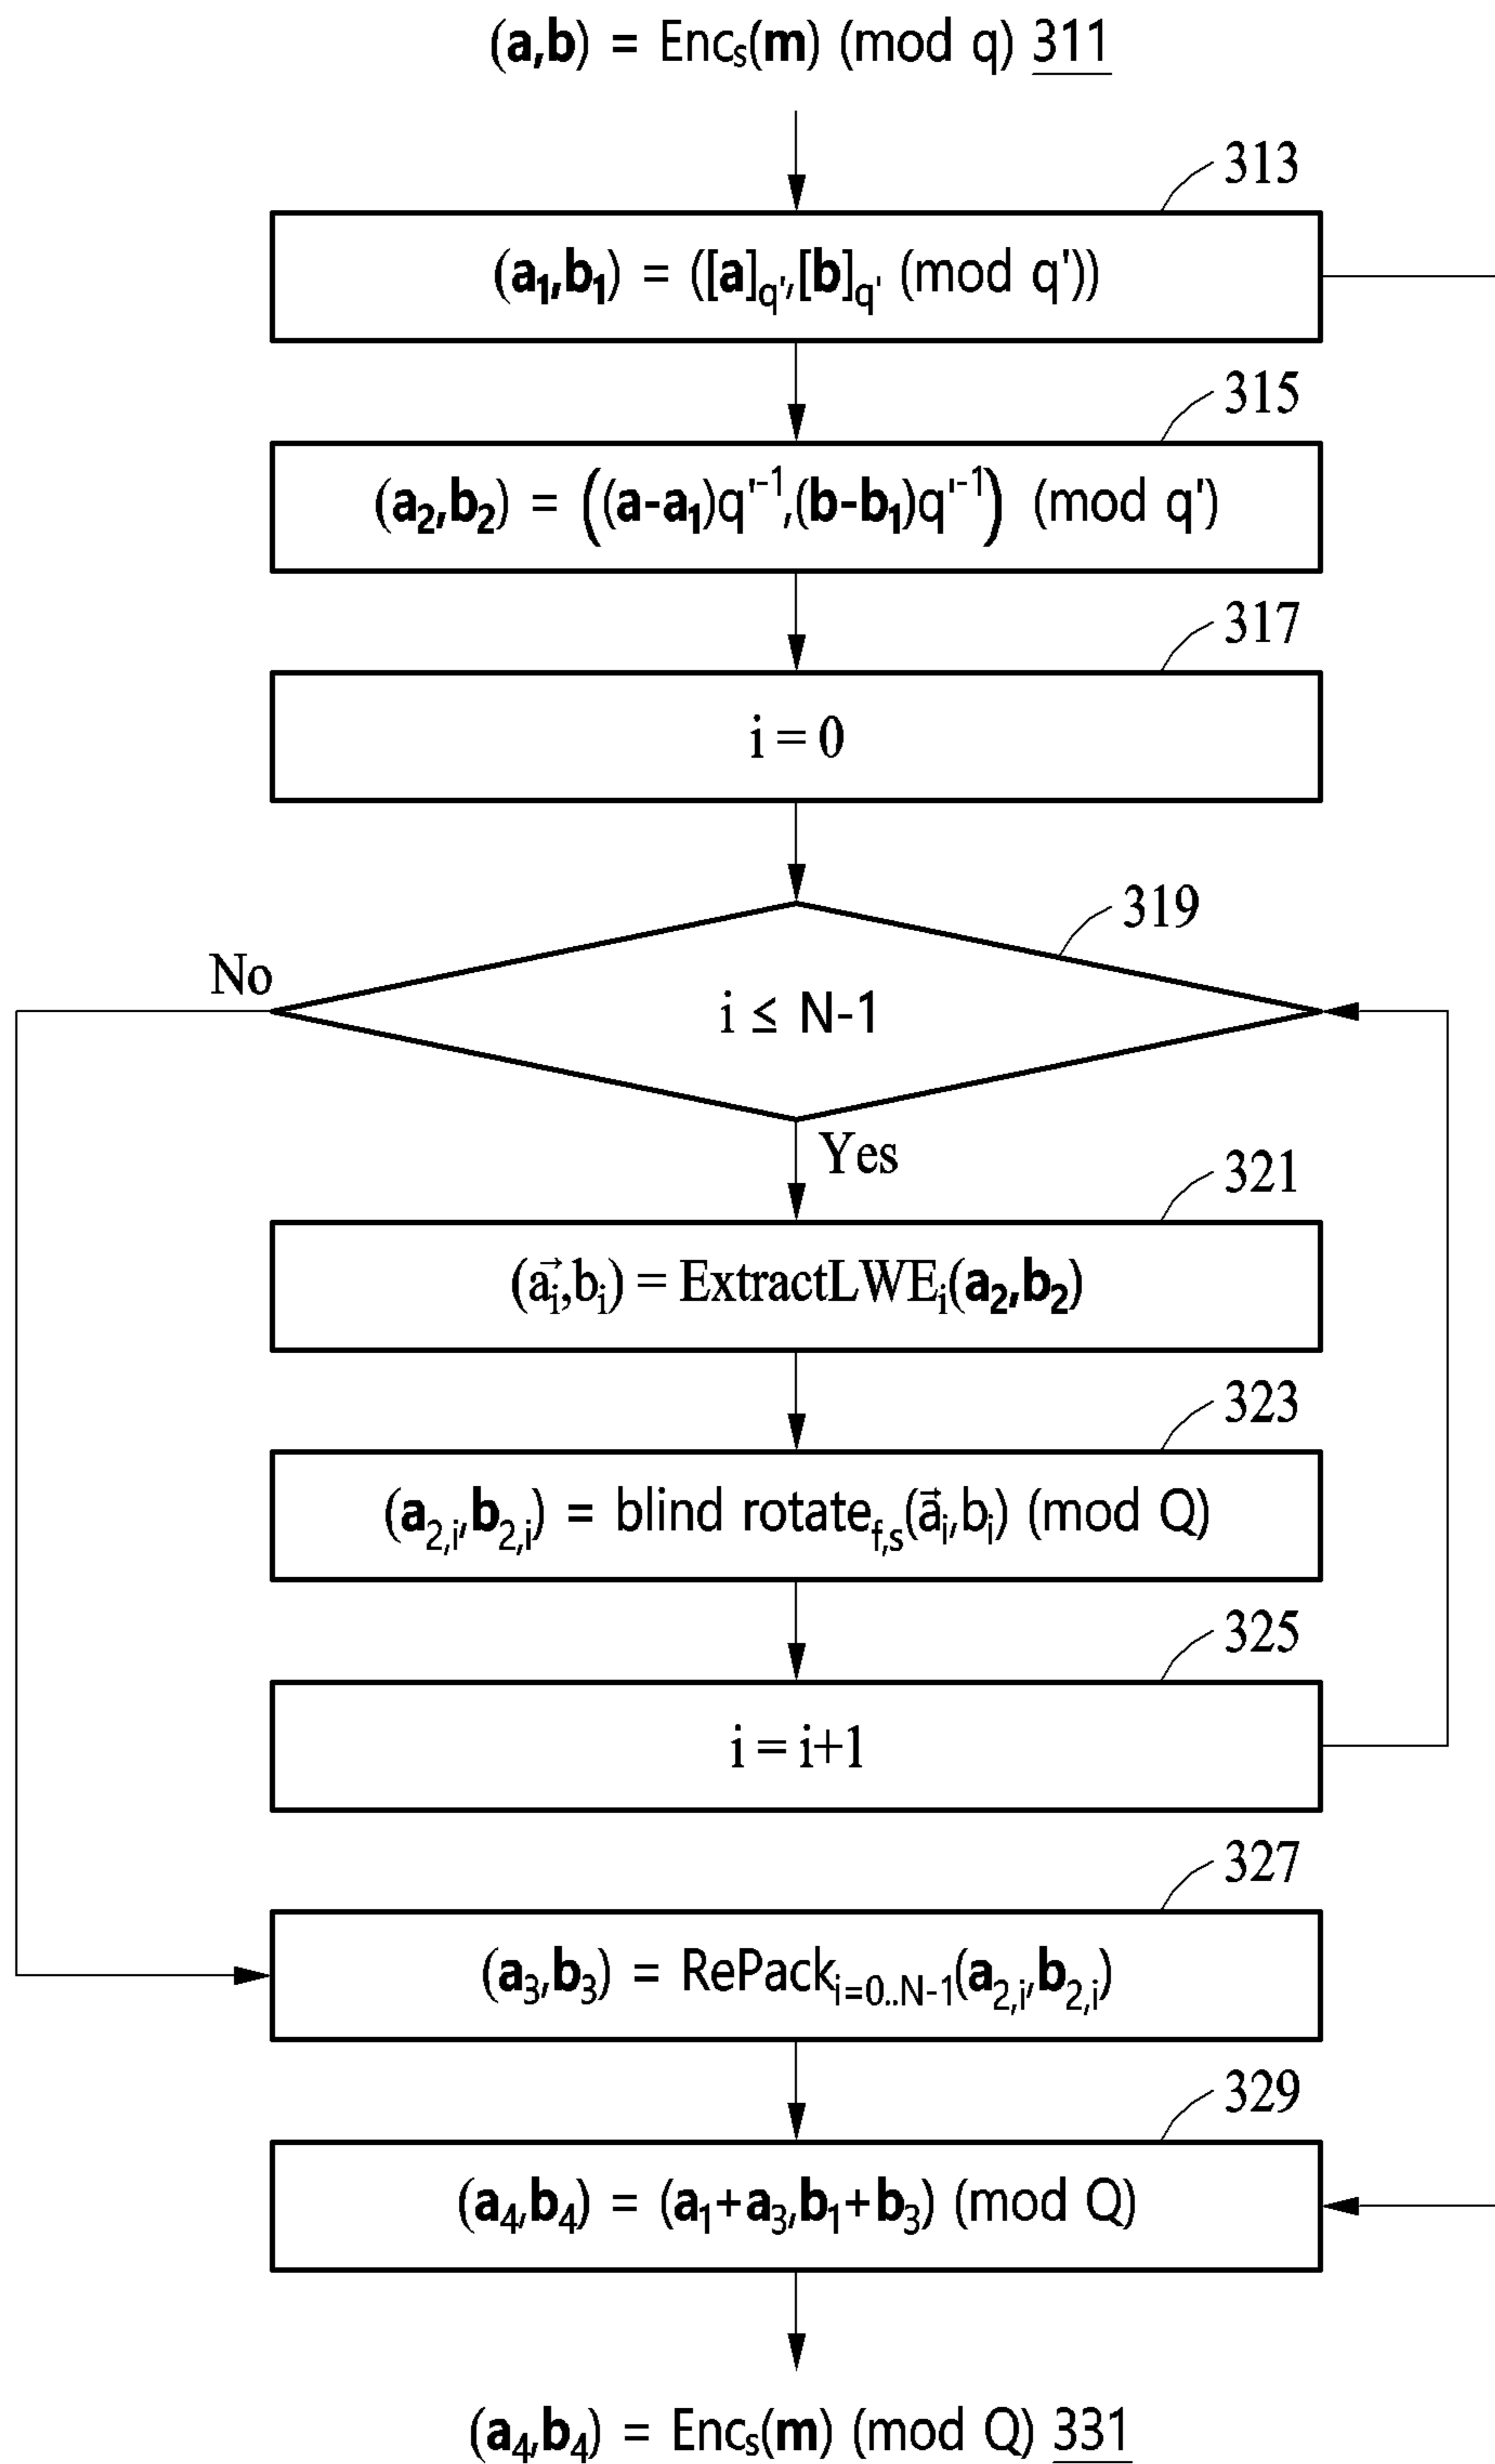 (a,b) = Encₛ(m) (mod q) 311
313
(a₁,b₁) = ([a]q',[b]q' (mod q'))
315
(a₂,b₂) = ((a-a₁)q'⁻¹,(b-b₁)q'⁻¹) (mod q')
317
i = 0
319
No
i ≤ N-1
Yes
321
(a⃗ᵢ,bᵢ) = ExtractLWEᵢ(a₂,b₂)
323
(a₂,ᵢ,b₂,ᵢ) = blind rotate_f,s(a⃗ᵢ,bᵢ) (mod Q)
325
i = i+1
327
(a₃,b₃) = RePack_i=0..N-1(a₂,ᵢ,b₂,ᵢ)
329
(a₄,b₄) = (a₁+a₃,b₁+b₃) (mod Q)
(a₄,b₄) = Encₛ(m) (mod Q) 331